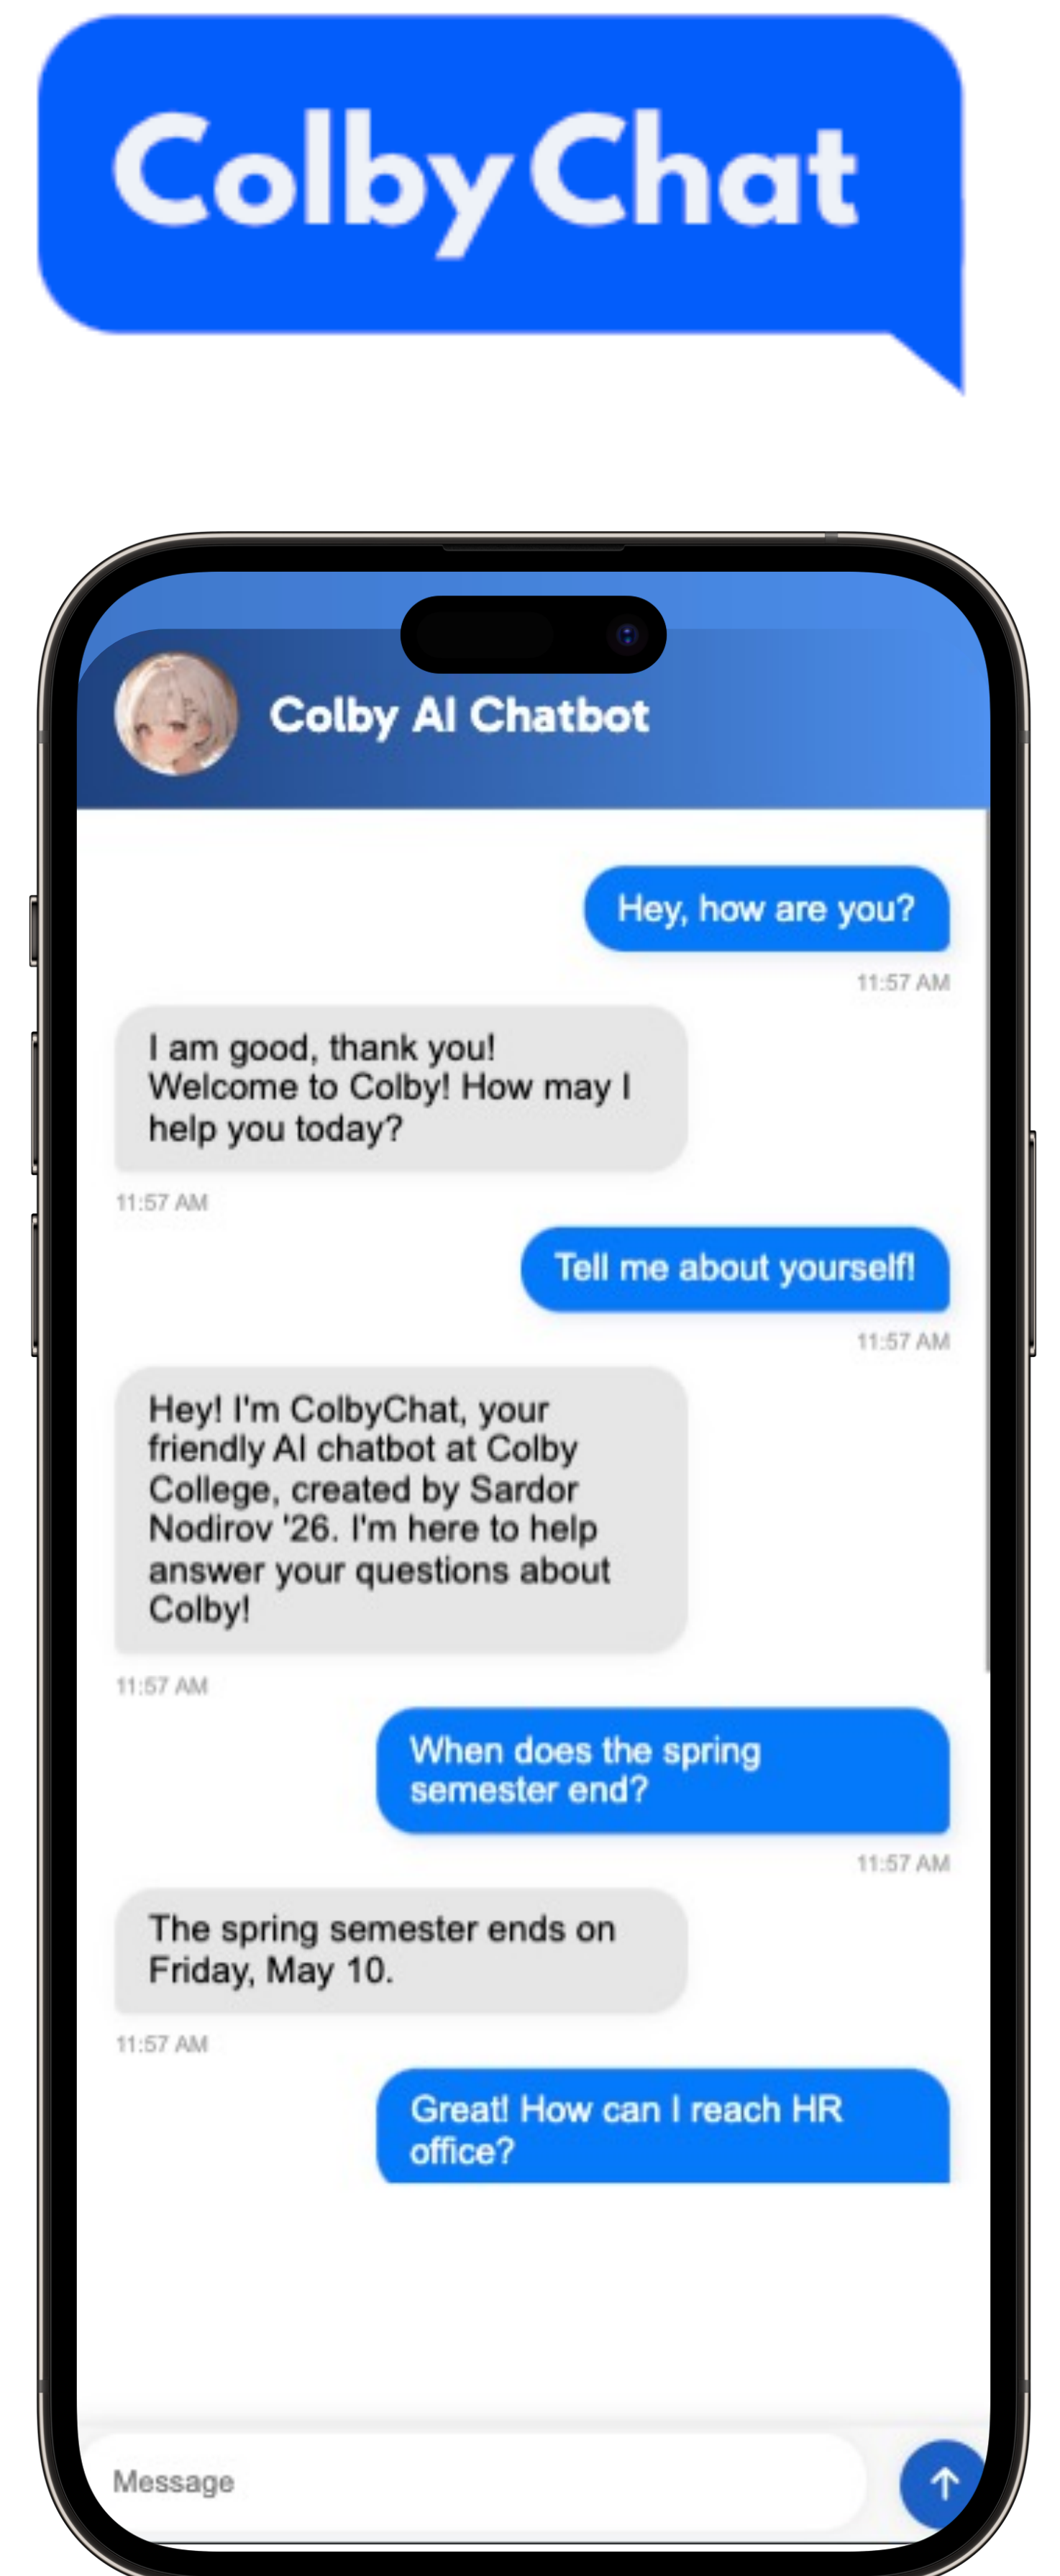 ColbyChat
Colby AI Chatbot
Hey, how are you?
11:57 AM
I am good, thank you!
Welcome to Colby! How may I
help you today?
11:57 AM
Tell me about yourself!
11:57 AM
Hey! I'm ColbyChat, your
friendly AI chatbot at Colby
College, created by Sardor
Nodirov '26. I'm here to help
answer your questions about
Colby!
11:57 AM
When does the spring
semester end?
11:57 AM
The spring semester ends on
Friday, May 10.
11:57 AM
Great! How can I reach HR
office?
Message